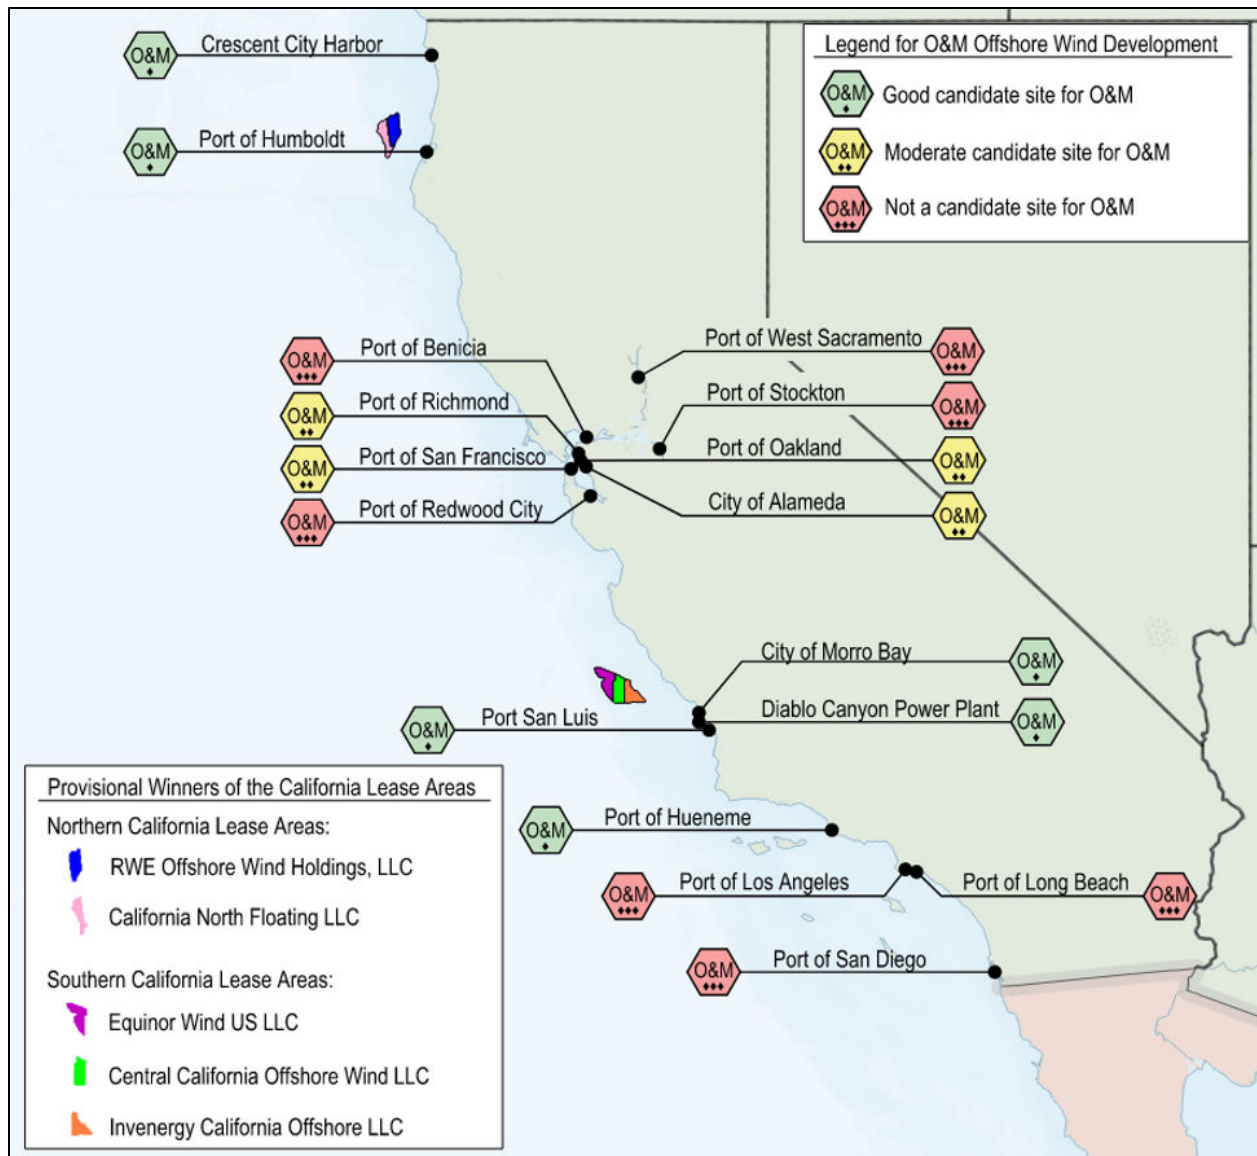 Crescent City Harbor
O&M
Legend for O&M Offshore Wind Development
O&M
Good candidate site for O&M
O&M
Moderate candidate site for O&M
O&M
Not a candidate site for O&M
Port of Humboldt
O&M
Port of Benicia
O&M
Port of Richmond
O&M
Port of San Francisco
O&M
Port of Redwood City
O&M
Port of West Sacramento
O&M
Port of Stockton
O&M
Port of Oakland
O&M
City of Alameda
O&M
City of Morro Bay
O&M
Diablo Canyon Power Plant
O&M
Port San Luis
O&M
Port of Hueneme
O&M
Port of Los Angeles
O&M
Port of Long Beach
O&M
Port of San Diego
O&M
Provisional Winners of the California Lease Areas
Northern California Lease Areas:
RWE Offshore Wind Holdings, LLC
California North Floating LLC
Southern California Lease Areas:
Equinor Wind US LLC
Central California Offshore Wind LLC
Invenergy California Offshore LLC